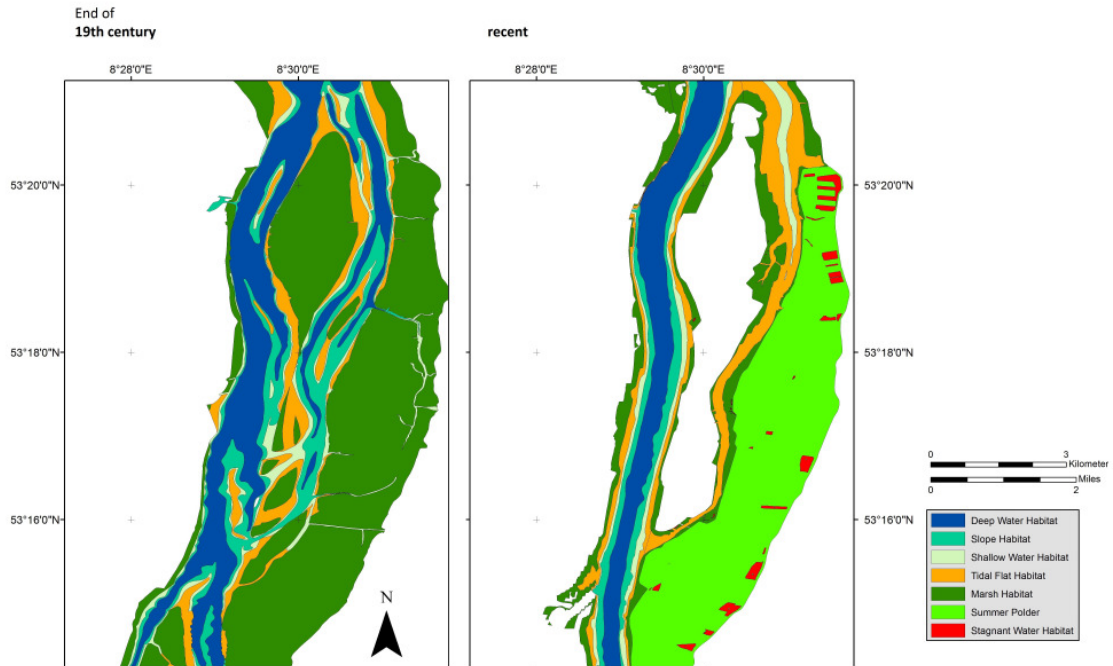 End of
19th century
recent
8°28'0"E 8°30'0"E
8°28'0"E 8°30'0"E
53°20'0"N
53°20'0"N
53°18'0"N
53°18'0"N
53°16'0"N
53°16'0"N
N
0 3
Kilometer
Miles
0 2
Deep Water Habitat
Slope Habitat
Shallow Water Habitat
Tidal Flat Habitat
Marsh Habitat
Summer Polder
Stagnant Water Habitat